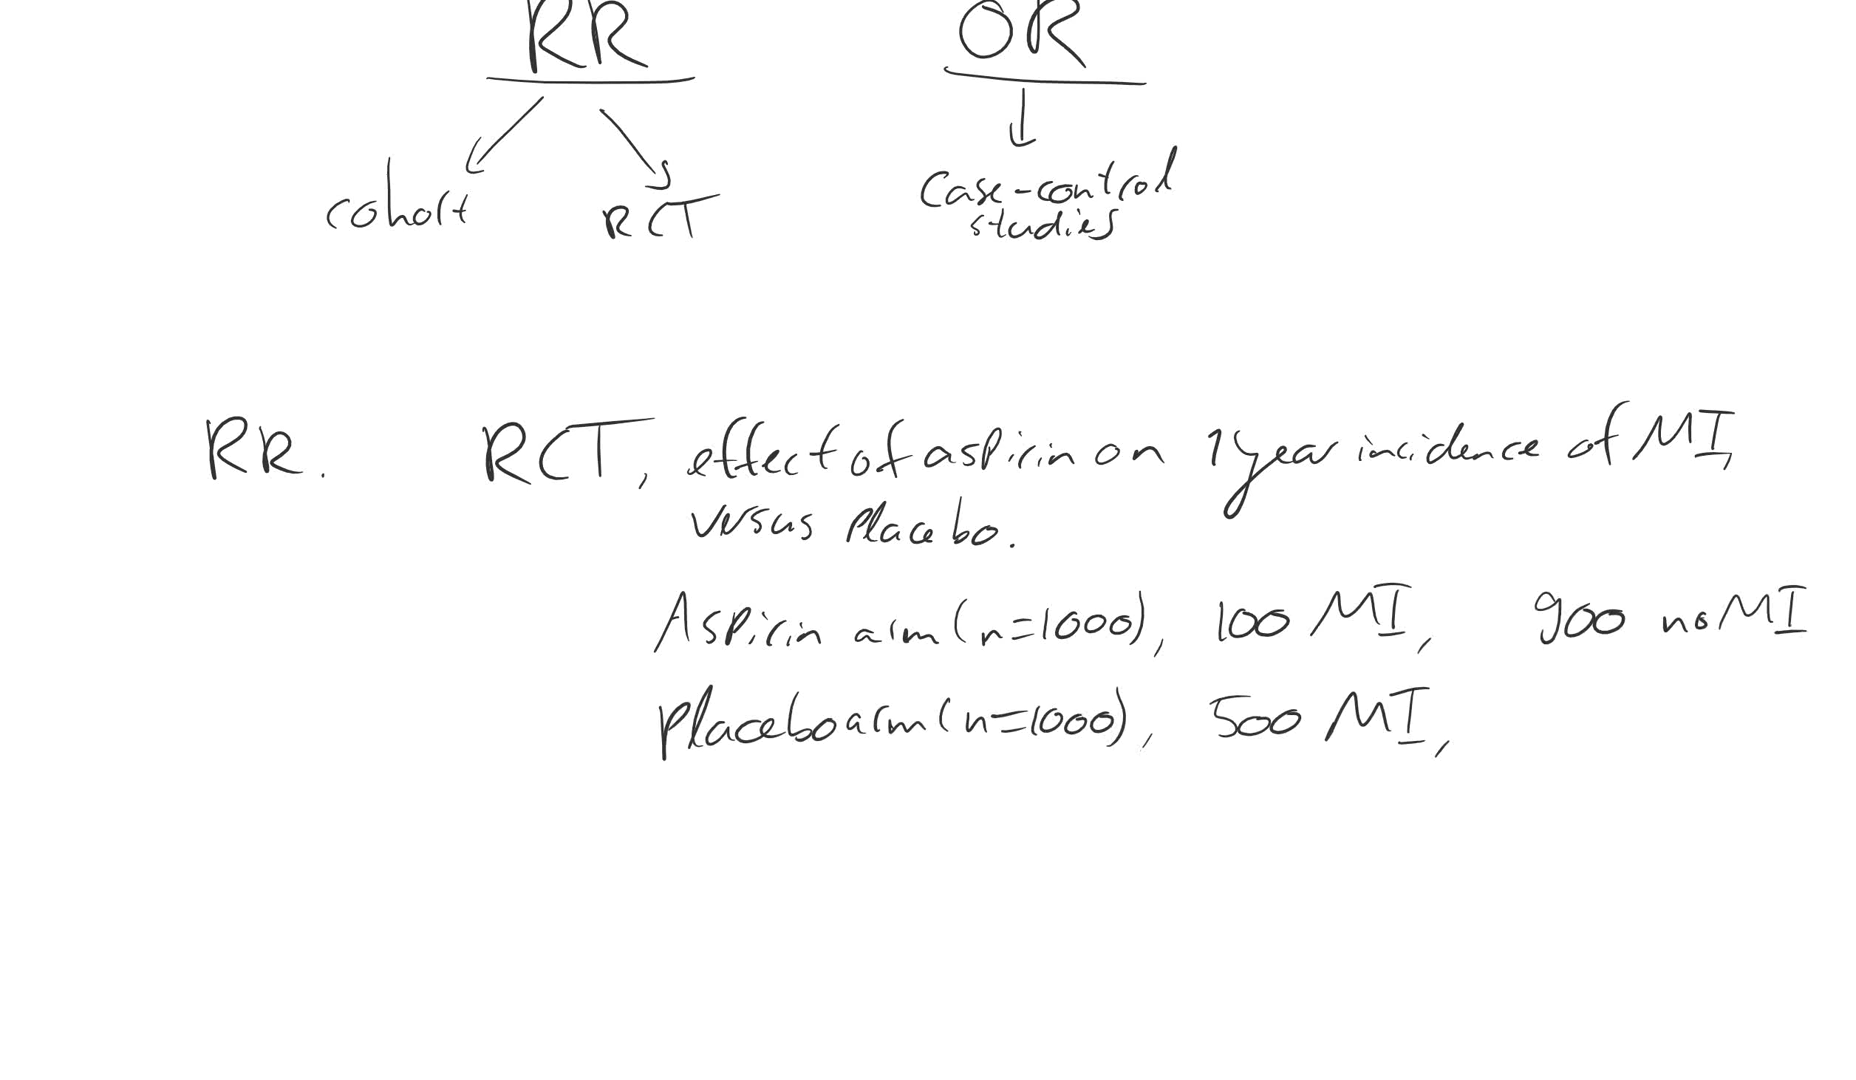 RR OR
cohort RCT Case-control
studies
RR. RCT, effect of aspirin on 1 year incidence of MI,
versus placebo.
Aspirin arm (n=1000), 100 MI, 900 no MI
placebo arm (n=1000), 500 MI,